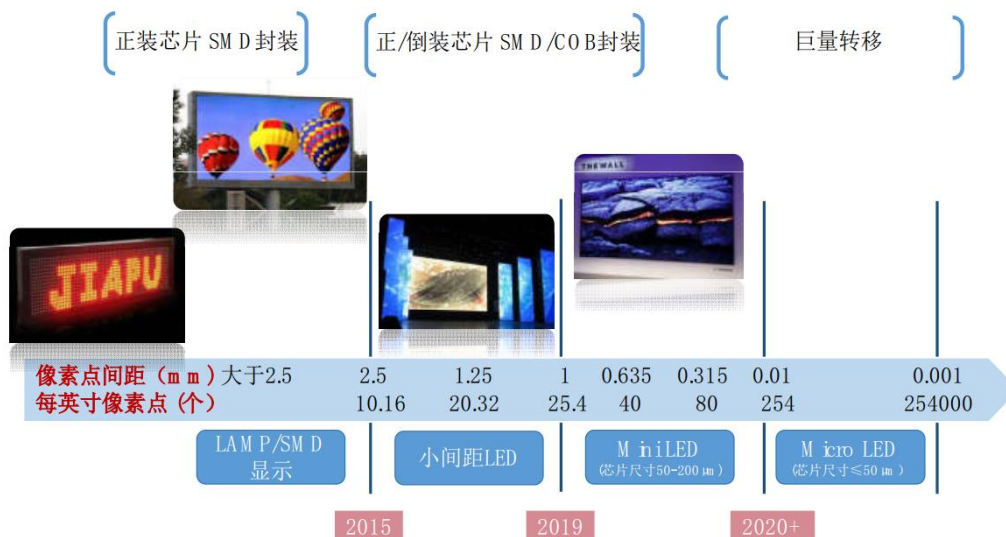 正装芯片 SMD封装
正/倒装芯片 SMD/COB封装
巨量转移
THE WALL
JIAPU
像素点间距（mm) 大于2.5 2.5 1.25 1 0.635 0.315 0.01 0.001
每英寸像素点 (个） 10.16 20.32 25.4 40 80 254 254000
LAMP/SMD
显示
小间距LED
MiniLED
(芯片尺寸50-200㎛）
Micro LED
(芯片尺寸≤50㎛）
2015
2019
2020+